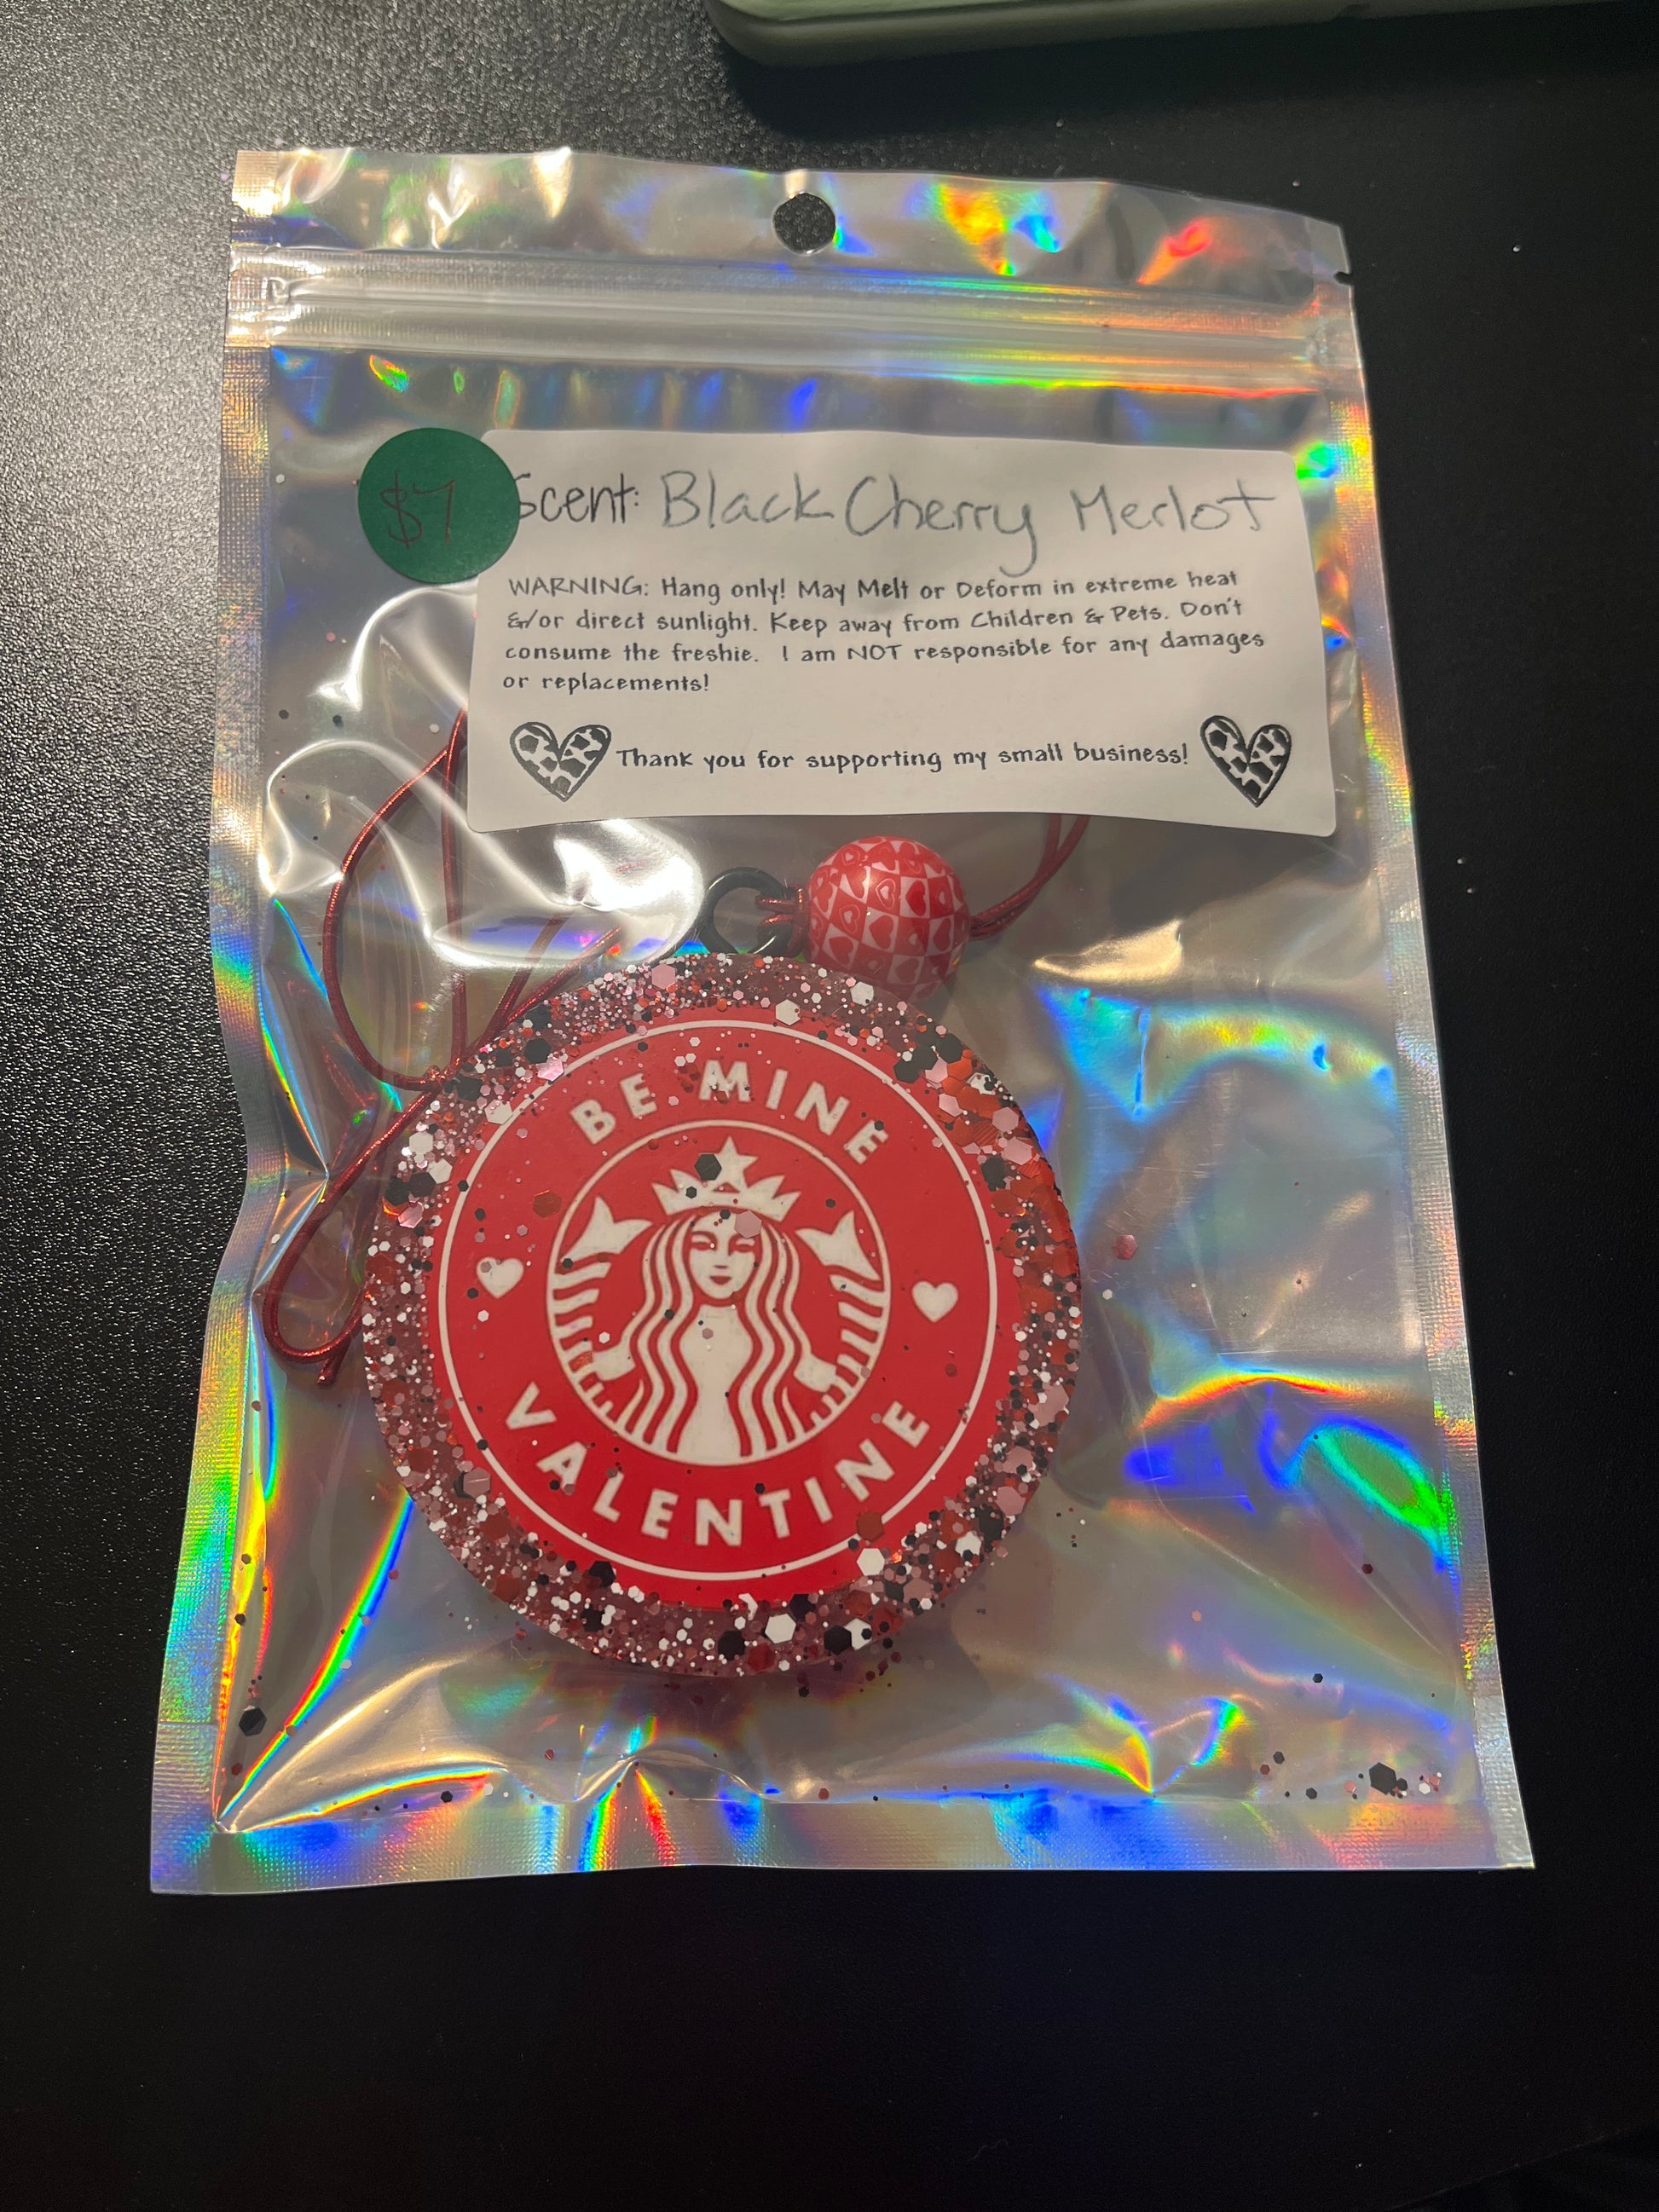 $7
Scent: Black Cherry Merlot
WARNING: Hang only! May Melt or Deform in extreme heat
&/or direct sunlight. Keep away from Children & Pets. Don't
consume the freshie. I am NOT responsible for any damages
or replacements!
Thank you for supporting my small business!
BE MINE
VALENTINE